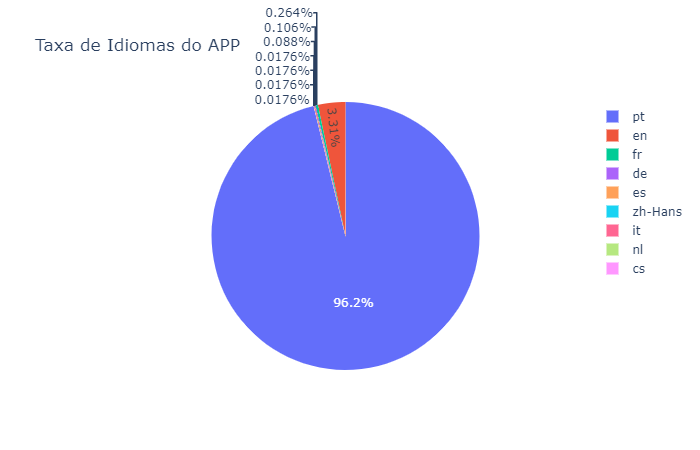 Taxa de Idiomas do APP
0.264%
0.106%
0.088%
0.0176%
0.0176%
0.0176%
0.0176%
3.31%
96.2%
pt
en
fr
de
es
zh-Hans
it
nl
cs